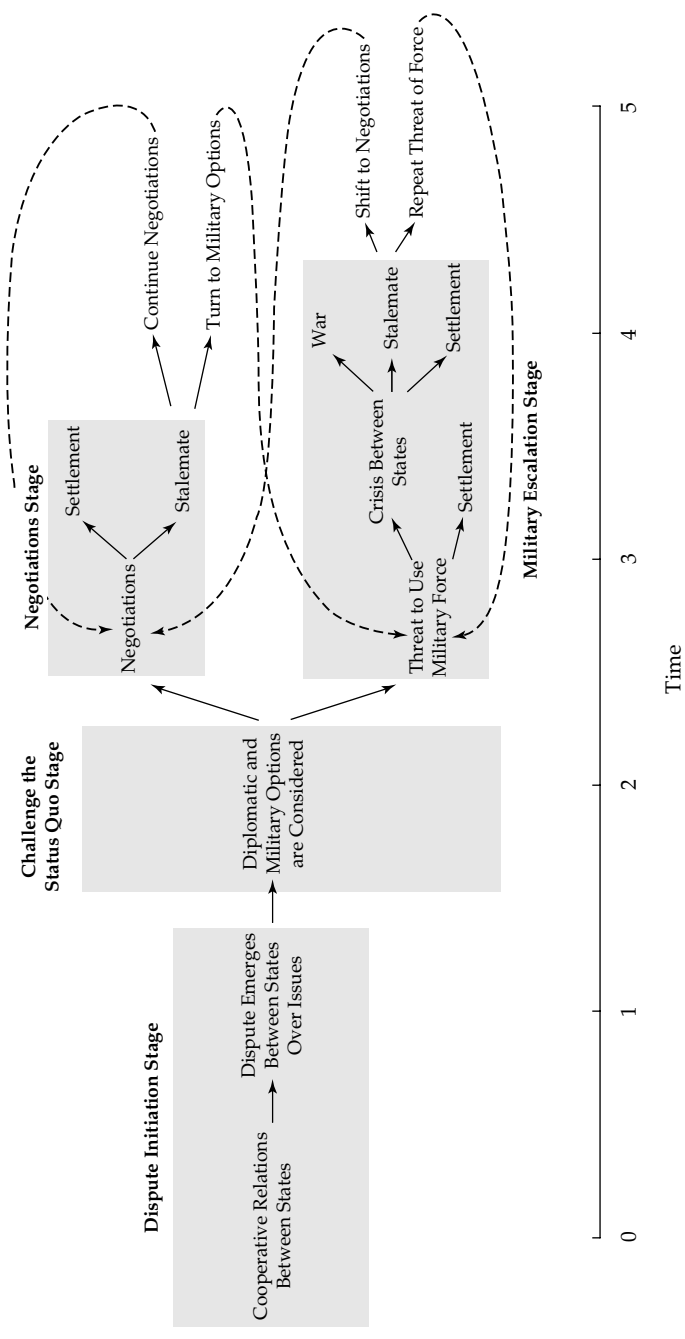 Dispute Initiation Stage
Cooperative Relations
Between States
Dispute Emerges
Between States
Over Issues
Challenge the
Status Quo Stage
Diplomatic and
Military Options
are Considered
Negotiations Stage
Negotiations
Settlement
Stalemate
Continue Negotiations
Turn to Military Options
Threat to Use
Military Force
Crisis Between
States
Settlement
War
Stalemate
Settlement
Shift to Negotiations
Repeat Threat of Force
Military Escalation Stage
0
1
2
3
4
5
Time